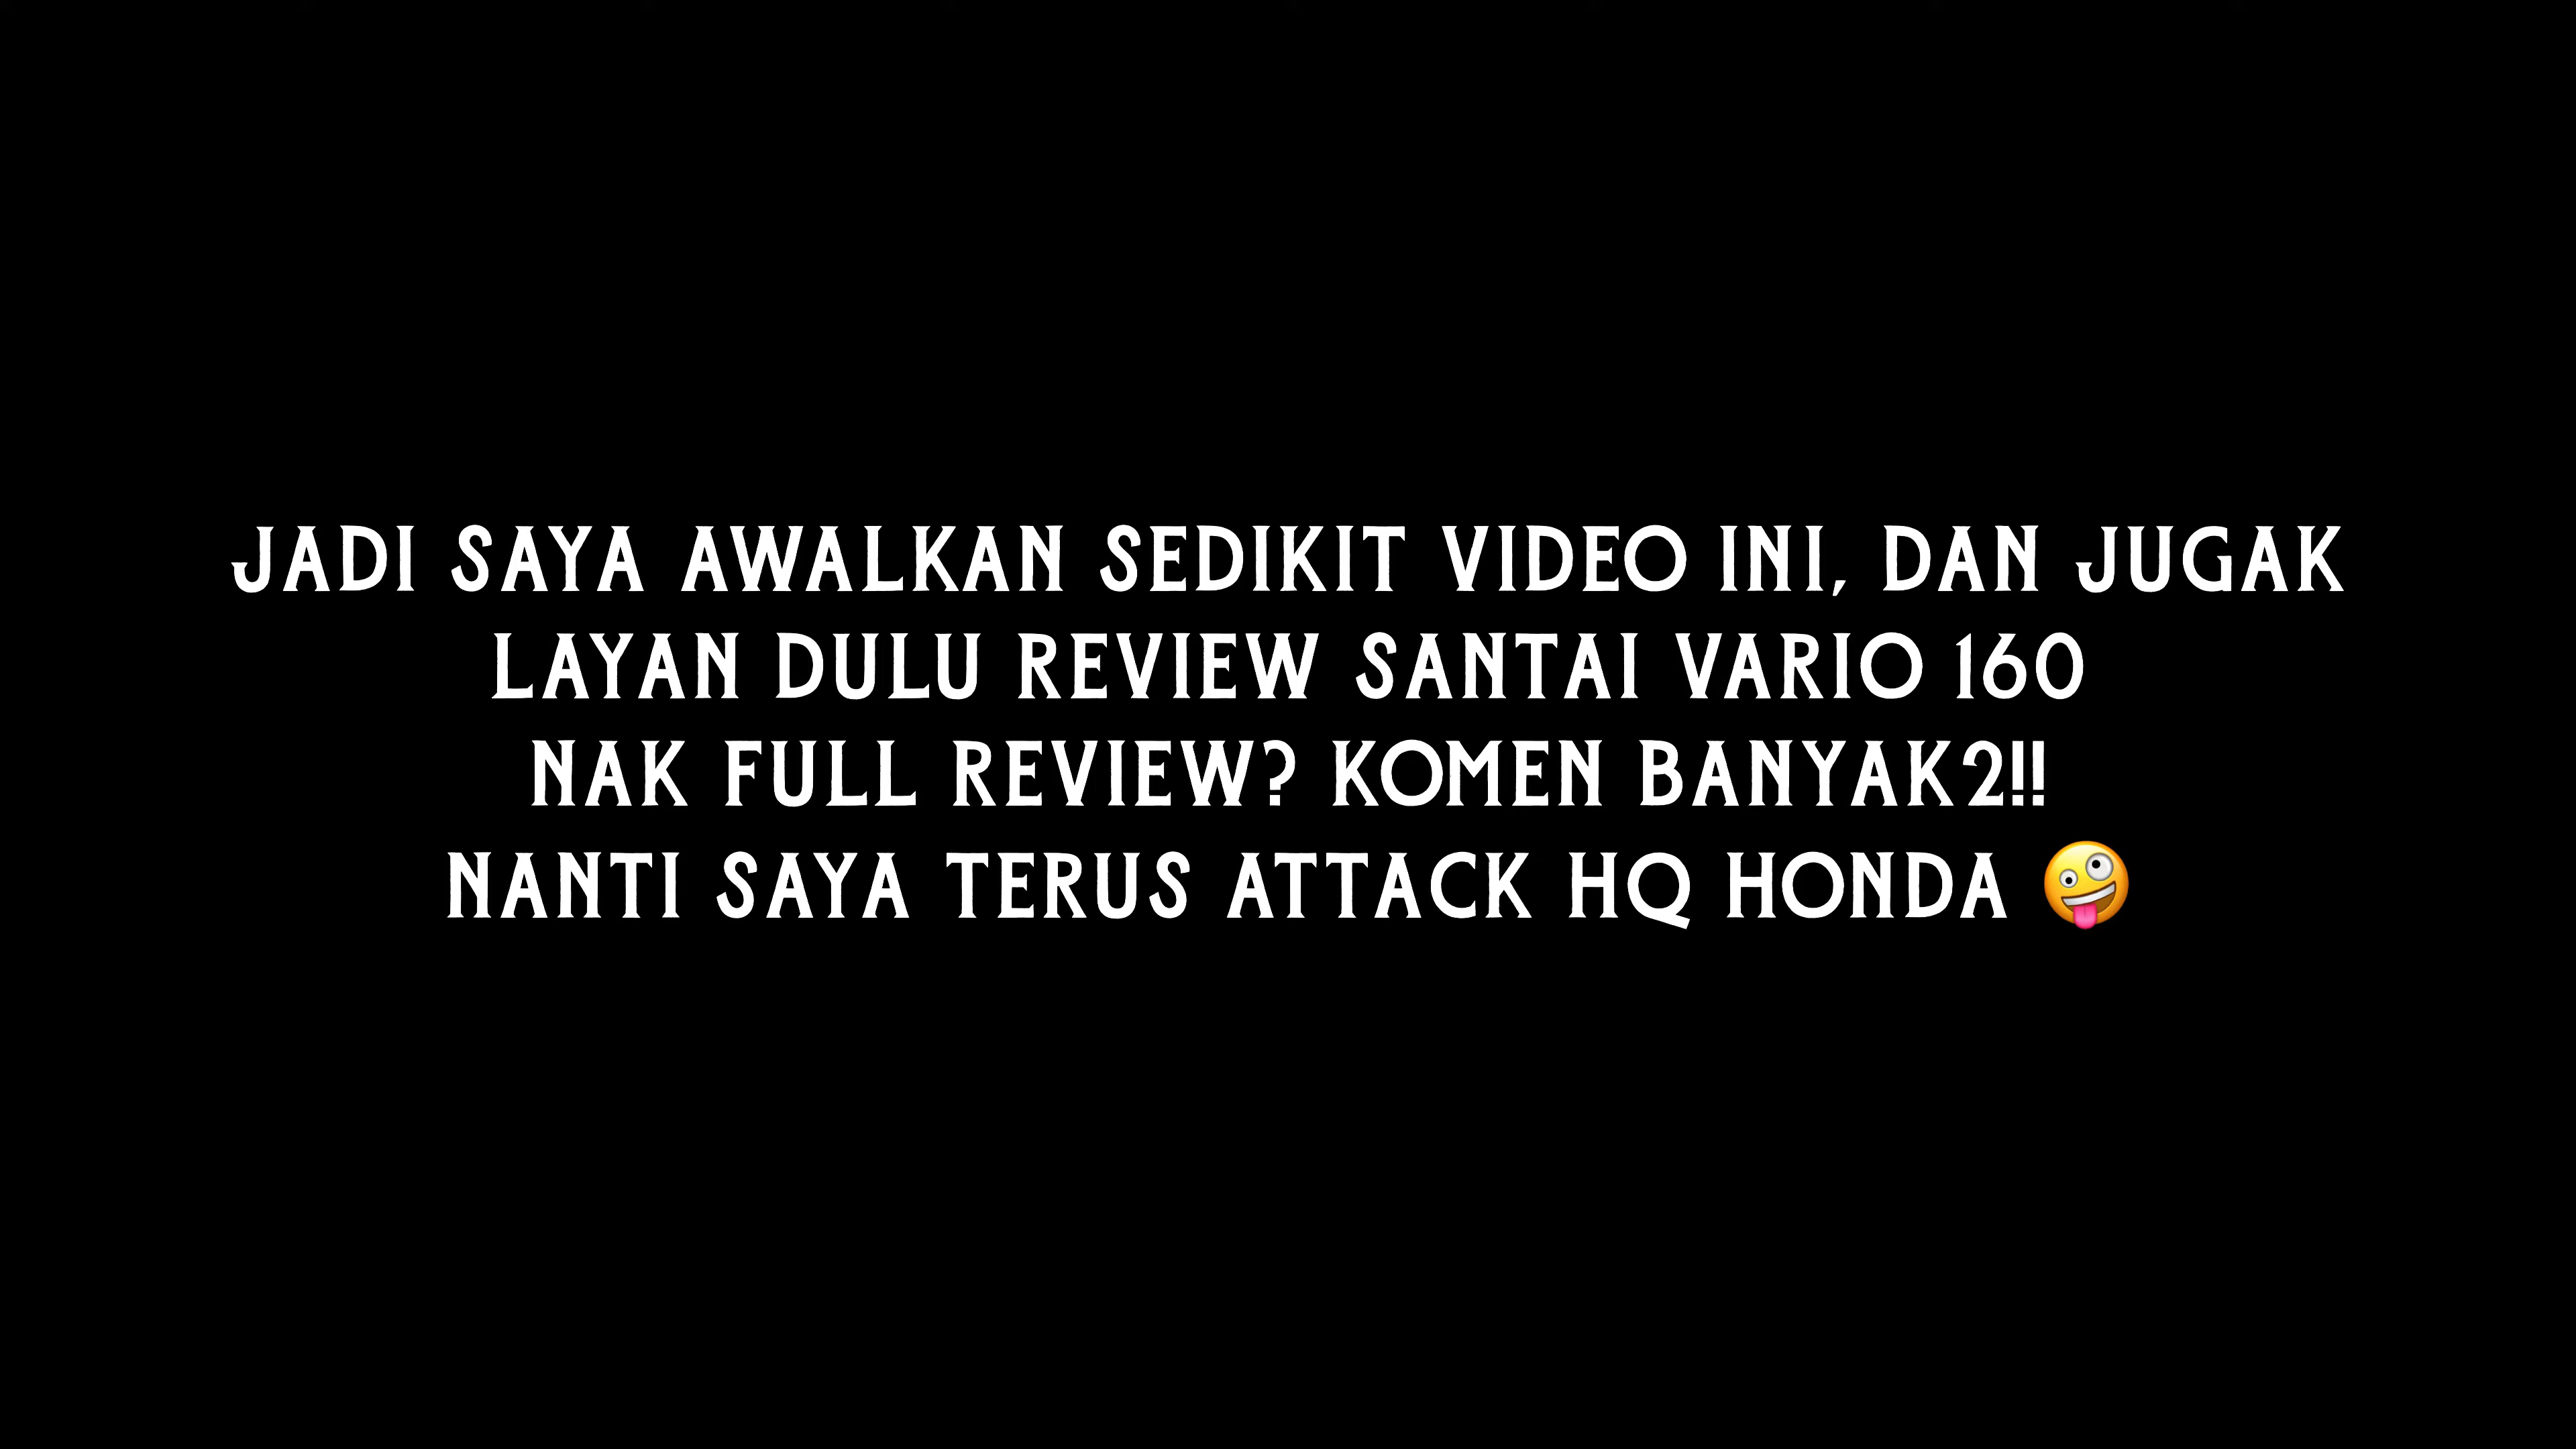 JADI SAYA AWALKAN SEDIKIT VIDEO INI, DAN JUGAK
LAYAN DULU REVIEW SANTAI VARIO 160
NAK FULL REVIEW? KOMEN BANYAK2!!
NANTI SAYA TERUS ATTACK HQ HONDA 🤪